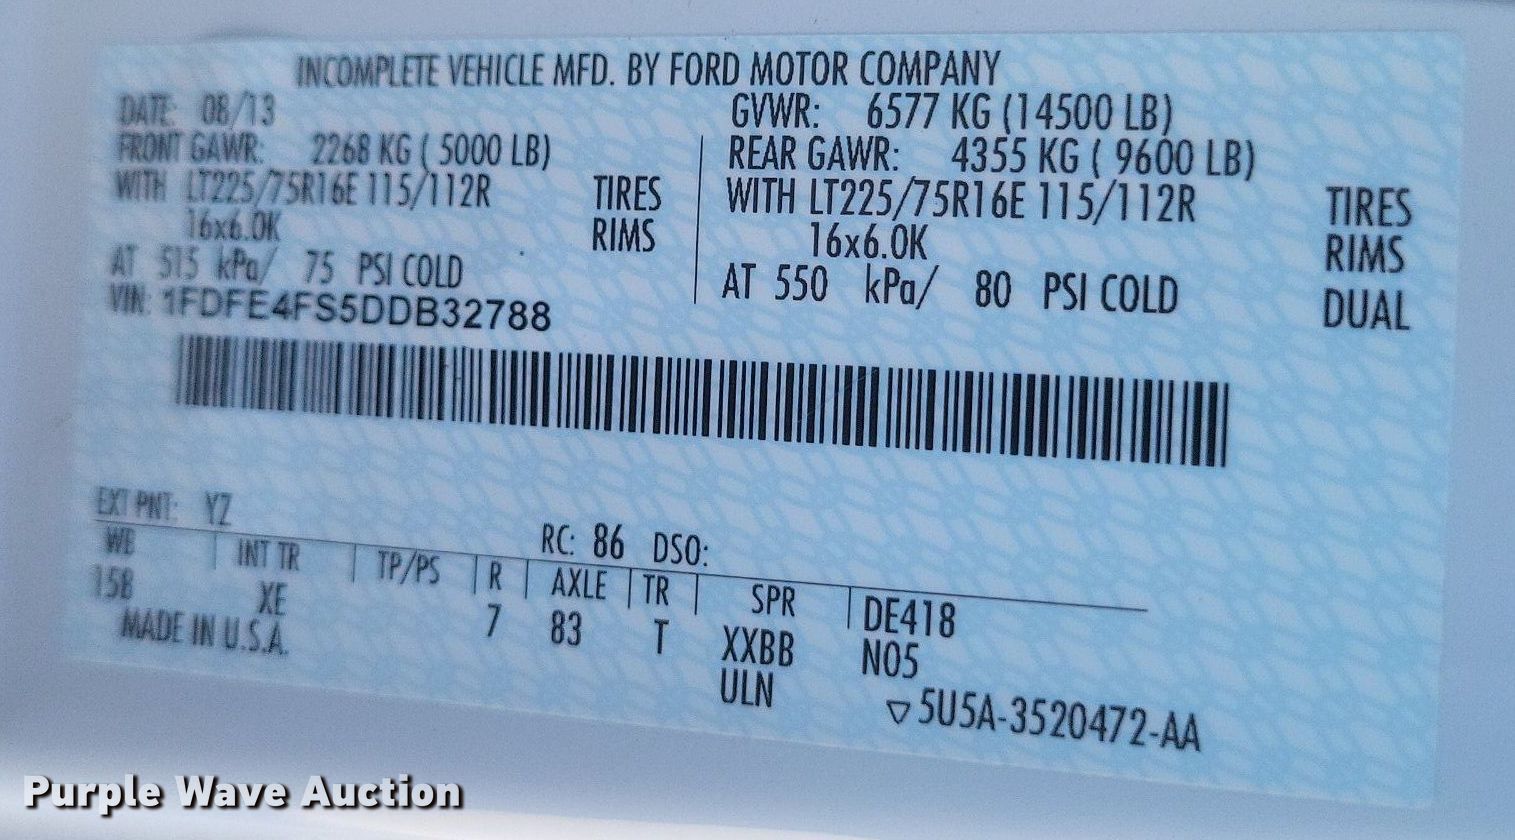 INCOMPLETE VEHICLE MFD. BY FORD MOTOR COMPANY
DATE: 08/13
GVWR: 6577 KG (14500 LB)
FRONT GAWR: 2268 KG ( 5000 LB)
REAR GAWR: 4355 KG ( 9600 LB)
WITH LT225/75R16E 115/112R TIRES
WITH LT225/75R16E 115/112R TIRES
16x6.0K RIMS
16x6.0K RIMS
AT 515 kPa/ 75 PSI COLD
AT 550 kPa/ 80 PSI COLD DUAL
VIN: 1FDFE4FS5DDB32788
EXT PNT: YZ
RC: 86 DSO:
WB INT TR TP/PS R AXLE TR SPR DE418
158 XE 7 83 T XXBB N05
MADE IN U.S.A. ULN
▽5U5A-3520472-AA
Purple Wave Auction